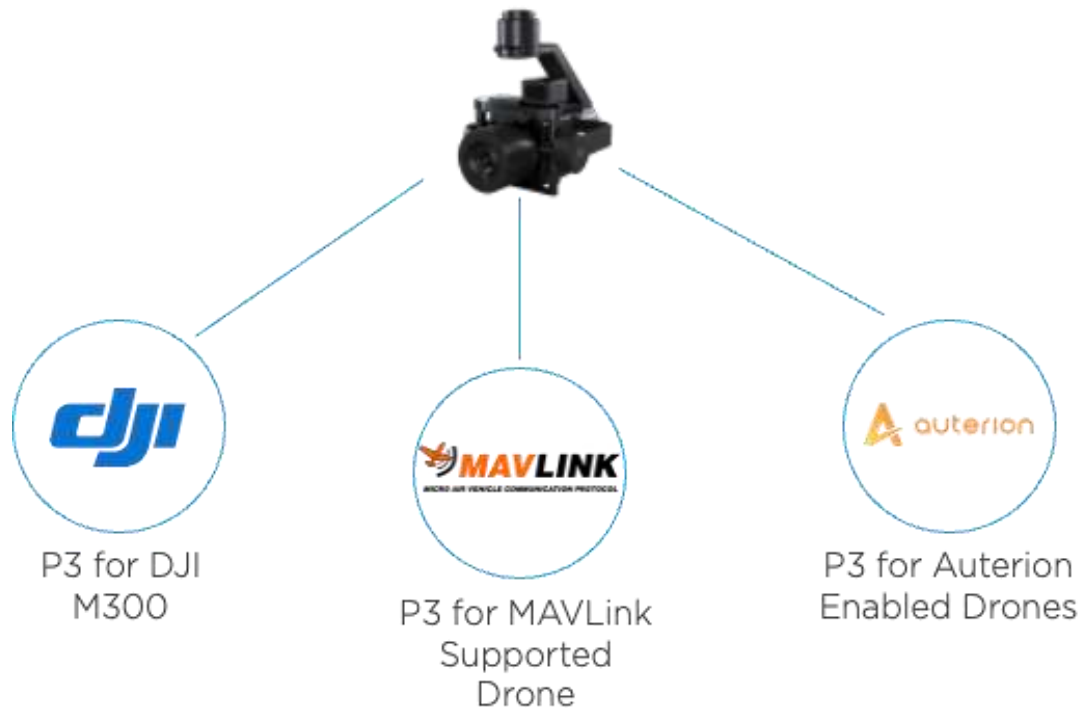 dji
P3 for DJI
M300
MAVLINK
MICRO AIR VEHICLE COMMUNICATION PROTOCOL
P3 for MAVLink
Supported
Drone
auterion
P3 for Auterion
Enabled Drones